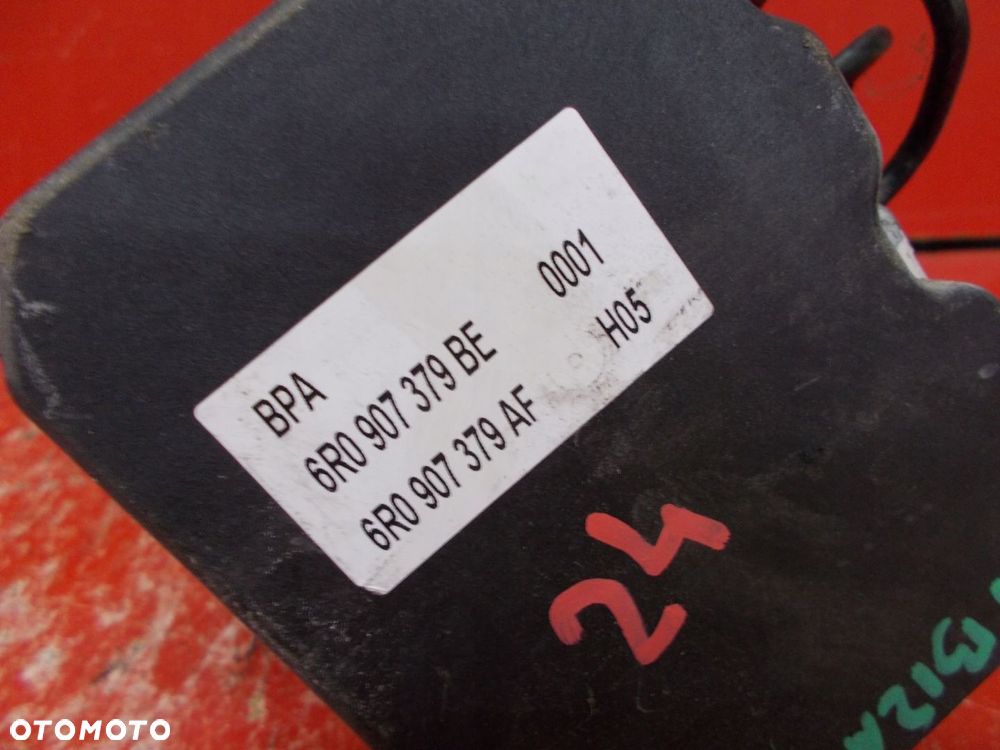 BPA 0001
6R0 907 379 BE
6R0 907 379 AF H05
24
OTOMOTO